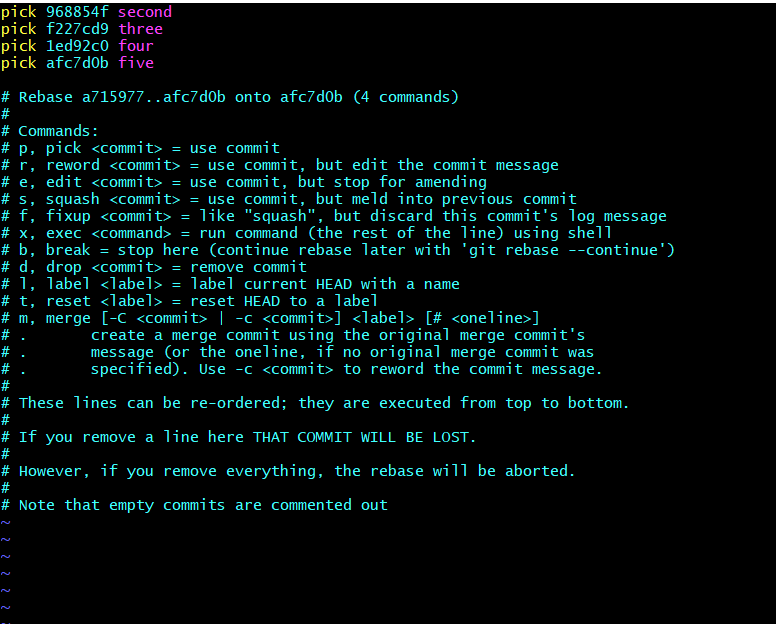 pick 968854f second
pick f227cd9 three
pick 1ed92c0 four
pick afc7d0b five
# Rebase a715977..afc7d0b onto afc7d0b (4 commands)
#
# Commands:
# p, pick <commit> = use commit
# r, reword <commit> = use commit, but edit the commit message
# e, edit <commit> = use commit, but stop for amending
# s, squash <commit> = use commit, but meld into previous commit
# f, fixup <commit> = like "squash", but discard this commit's log message
# x, exec <command> = run command (the rest of the line) using shell
# b, break = stop here (continue rebase later with 'git rebase --continue')
# d, drop <commit> = remove commit
# l, label <label> = label current HEAD with a name
# t, reset <label> = reset HEAD to a label
# m, merge [-C <commit> | -c <commit>] <label> [# <oneline>]
# .       create a merge commit using the original merge commit's
# .       message (or the oneline, if no original merge commit was
# .       specified). Use -c <commit> to reword the commit message.
#
# These lines can be re-ordered; they are executed from top to bottom.
#
# If you remove a line here THAT COMMIT WILL BE LOST.
#
# However, if you remove everything, the rebase will be aborted.
#
# Note that empty commits are commented out
~
~
~
~
~
~
~